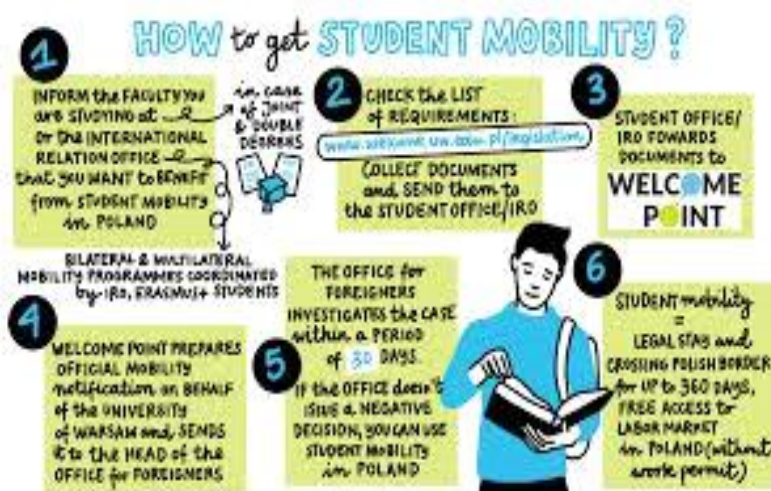 HOW to get STUDENT MOBILITY?
1
INFORM the FACULTY YOU
are STUDYING at
or the INTERNATIONAL
RELATION OFFICE
that YOU WANT to BENEFIT
from STUDENT MOBILITY
in POLAND
in case
of JOINT
& DOUBLE
DEGREES
BILATERAL & MULTILATERAL
MOBILITY PROGRAMMES COORDINATED
by IRO, ERASMUS+ STUDENTS
2
CHECK the LIST
of REQUIREMENTS:
www.welcome.uw.edu.pl/legislation
COLLECT DOCUMENTS
and SEND them to
the STUDENT OFFICE/IRO
3
STUDENT OFFICE/
IRO FOWARDS
DOCUMENTS to
WELCOME
POINT
4
WELCOME POINT PREPARES
OFFICIAL MOBILITY
notification on BEHALF
of the UNIVERSITY
of WARSAW and SENDS
it to the HEAD of the
OFFICE for FOREIGNERS
5
THE OFFICE for
FOREIGNERS
INVESTIGATES the CASE
within a PERIOD
of 30 DAYS.
If the OFFICE doesn't
ISSUE a NEGATIVE
DECISION, YOU CAN USE
STUDENT MOBILITY
in POLAND
6
STUDENT mobility
=
LEGAL STAY and
CROSSING POLISH BORDER
for UP to 360 DAYS,
FREE ACCESS to
LABOR MARKET
in POLAND (without
work permit)